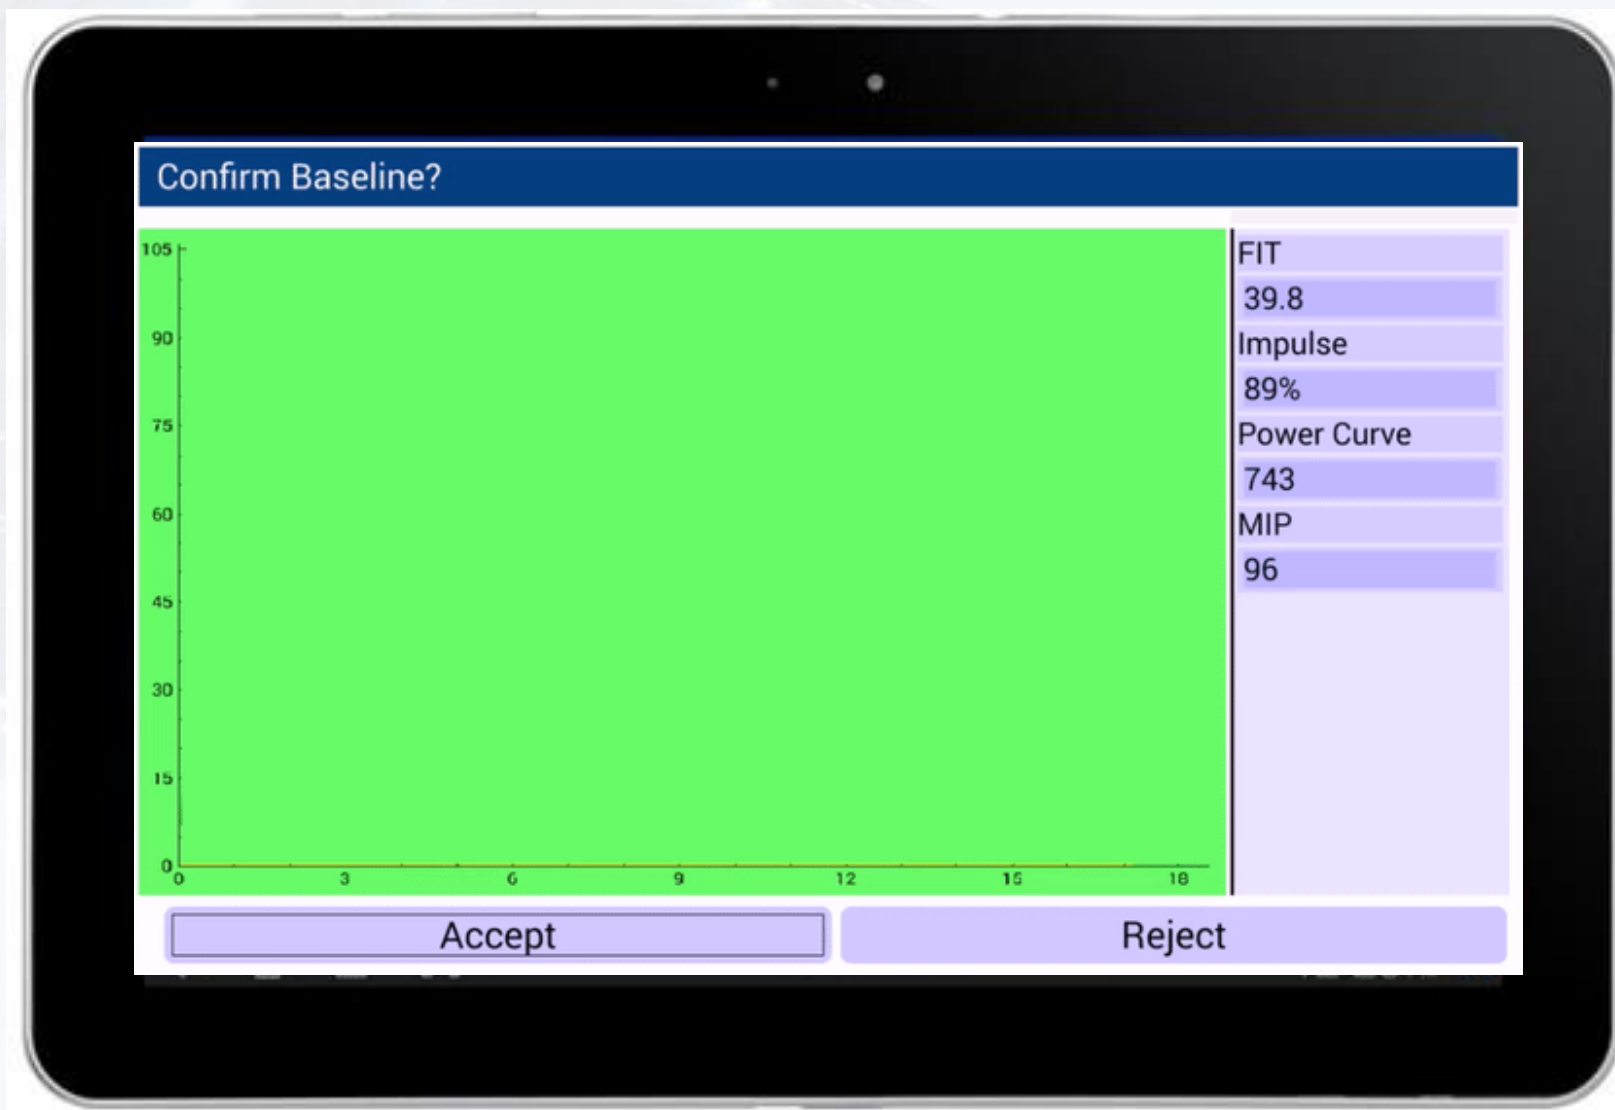 Confirm Baseline?
105
90
75
60
45
30
15
0
0 3 6 9 12 15 18
FIT
39.8
Impulse
89%
Power Curve
743
MIP
96
Accept
Reject